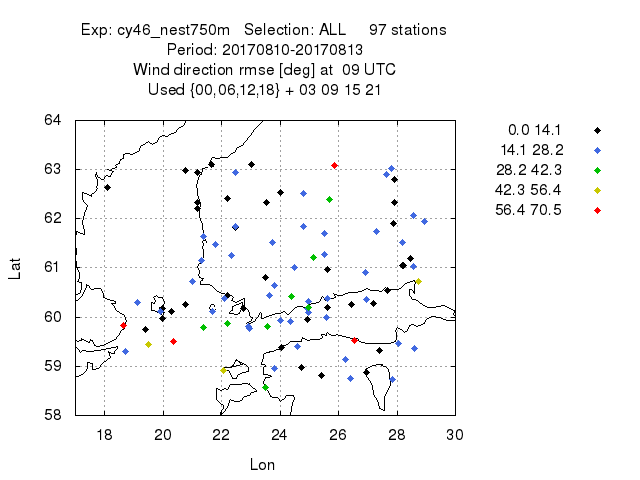 Exp: cy46_nest750m Selection: ALL 97 stations
Period: 20170810-20170813
Wind direction rmse [deg] at 09 UTC
Used {00,06,12,18} + 03 09 15 21
64
63
62
61
60
59
58
18 20 22 24 26 28 30
Lat
Lon
0.0 14.1
14.1 28.2
28.2 42.3
42.3 56.4
56.4 70.5